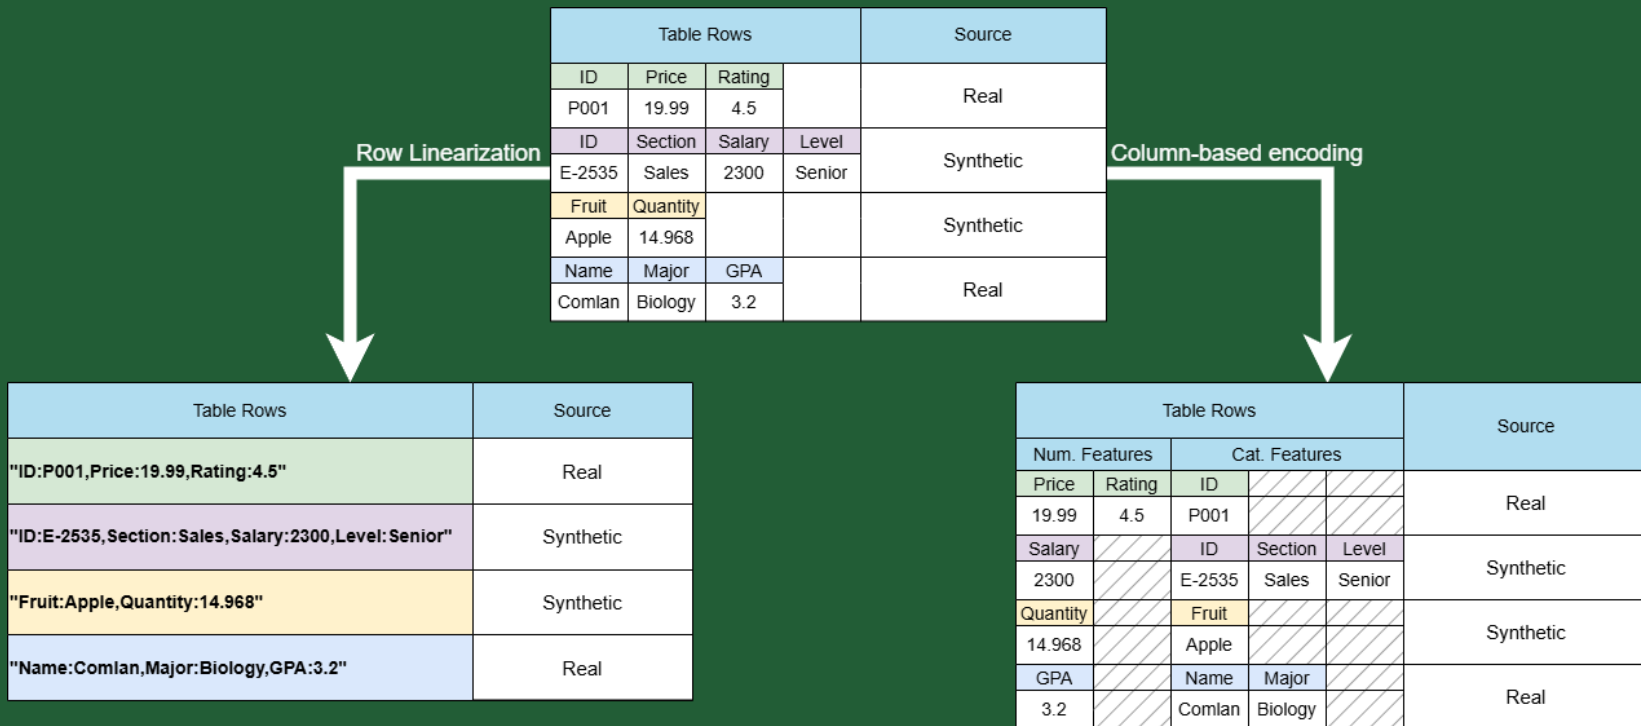 Table Rows Source
ID Price Rating
P001 19.99 4.5
Real
ID Section Salary Level
E-2535 Sales 2300 Senior
Synthetic
Fruit Quantity
Apple 14.968
Synthetic
Name Major GPA
Comlan Biology 3.2
Real
Row Linearization
Column-based encoding
Table Rows Source
"ID:P001,Price:19.99,Rating:4.5" Real
"ID:E-2535,Section:Sales,Salary:2300,Level:Senior" Synthetic
"Fruit:Apple,Quantity:14.968" Synthetic
"Name:Comlan,Major:Biology,GPA:3.2" Real
Table Rows Source
Num. Features Cat. Features
Price Rating ID
19.99 4.5 P001
Real
Salary ID Section Level
2300 E-2535 Sales Senior
Synthetic
Quantity Fruit
14.968 Apple
Synthetic
GPA Name Major
3.2 Comlan Biology
Real